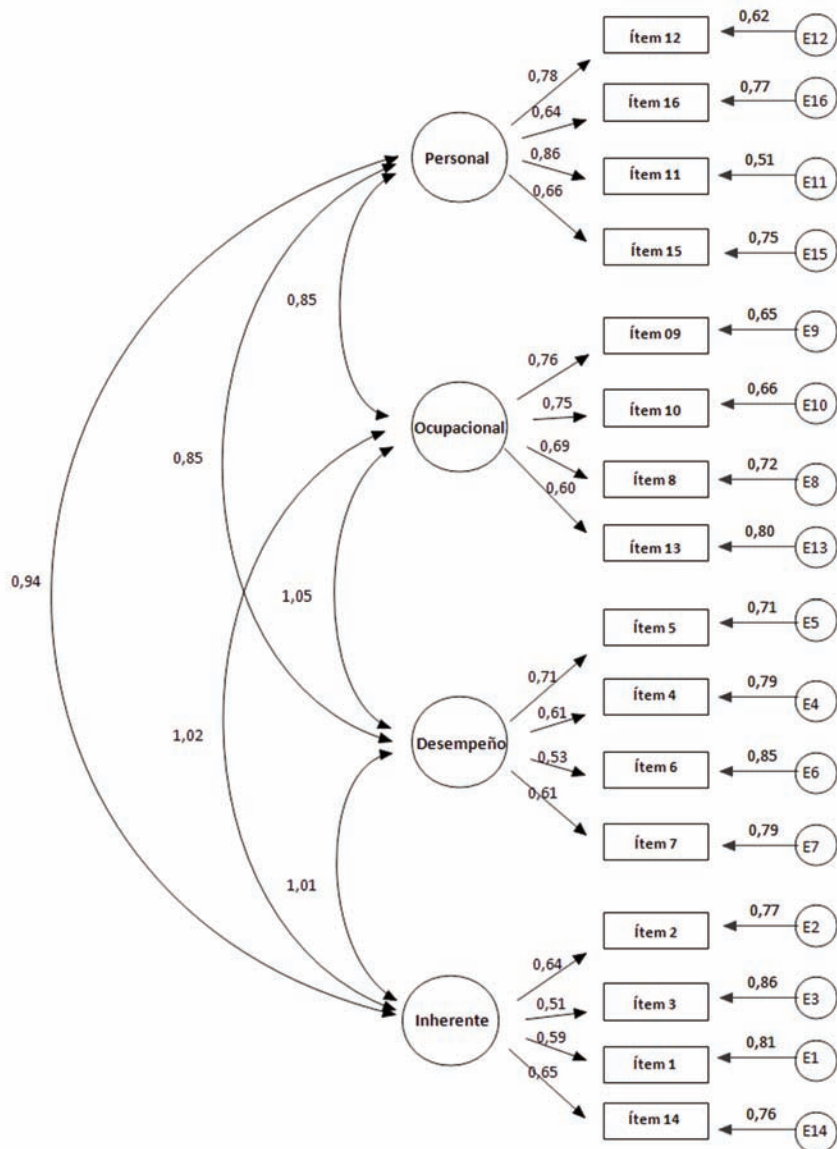 0,62
Ítem 12
E12
0,78
0,77
Ítem 16
E16
0,64
Personal
0,86
0,51
Ítem 11
E11
0,66
0,75
Ítem 15
E15
0,85
0,65
Ítem 09
E9
0,76
0,66
Ítem 10
E10
0,75
Ocupacional
0,69
0,72
Ítem 8
E8
0,85
0,60
0,80
Ítem 13
E13
0,94
1,05
0,71
Ítem 5
E5
0,71
0,79
Ítem 4
E4
0,61
1,02
Desempeño
0,53
0,85
Ítem 6
E6
0,61
0,79
Ítem 7
E7
1,01
0,77
Ítem 2
E2
0,64
0,86
Ítem 3
E3
0,51
Inherente
0,59
0,81
Ítem 1
E1
0,65
0,76
Ítem 14
E14